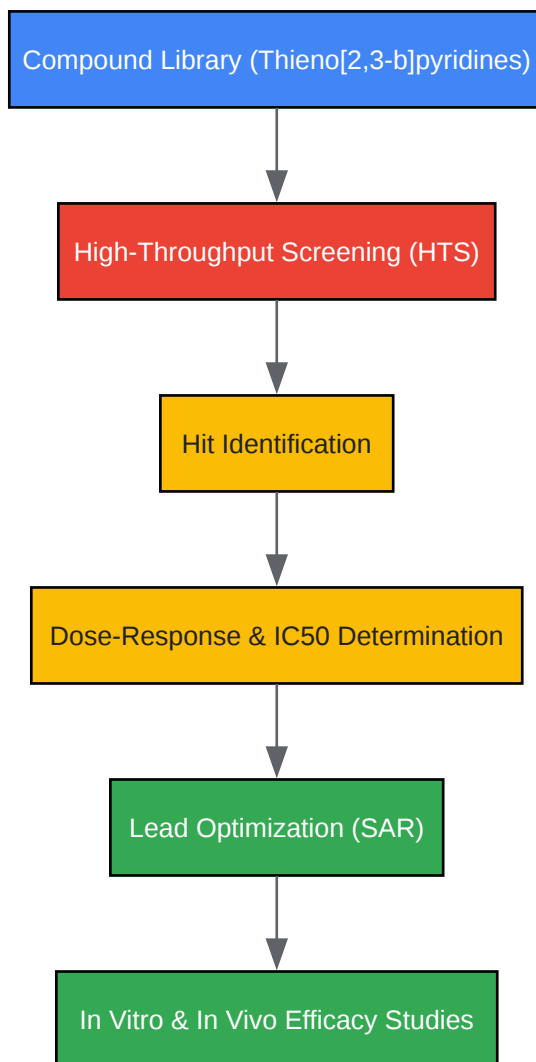 Compound Library (Thieno[2,3-b]pyridines)
High-Throughput Screening (HTS)
Hit Identification
Dose-Response & IC50 Determination
Lead Optimization (SAR)
In Vitro & In Vivo Efficacy Studies